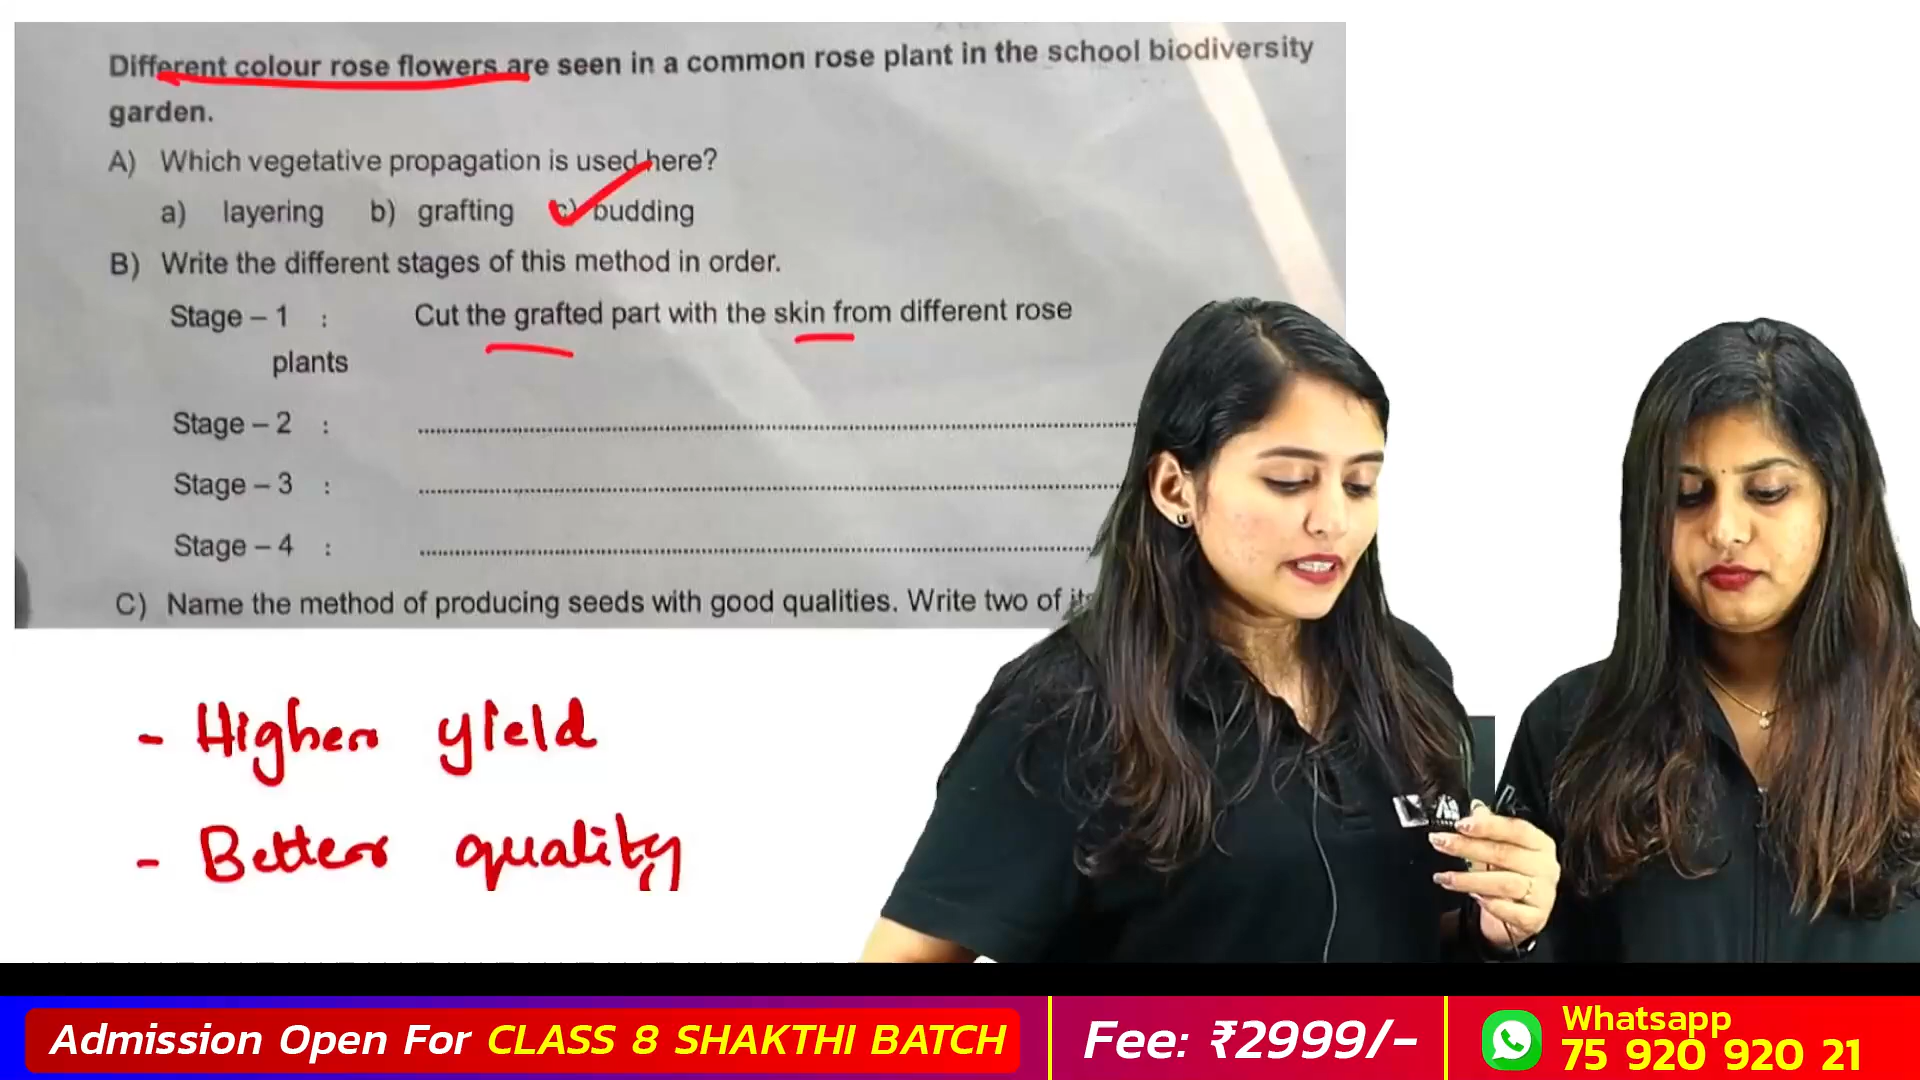 Different colour rose flowers are seen in a common rose plant in the school biodiversity
garden.
A) Which vegetative propagation is used here?
a) layering b) grafting c) budding
B) Write the different stages of this method in order.
Stage – 1 : Cut the grafted part with the skin from different rose
plants
Stage – 2 : ........................................
Stage – 3 : ........................................
Stage – 4 : ........................................
C) Name the method of producing seeds with good qualities. Write two of its
- Higher yield
- Better quality
Admission Open For CLASS 8 SHAKTHI BATCH
Fee: ₹2999/-
Whatsapp
75 920 920 21